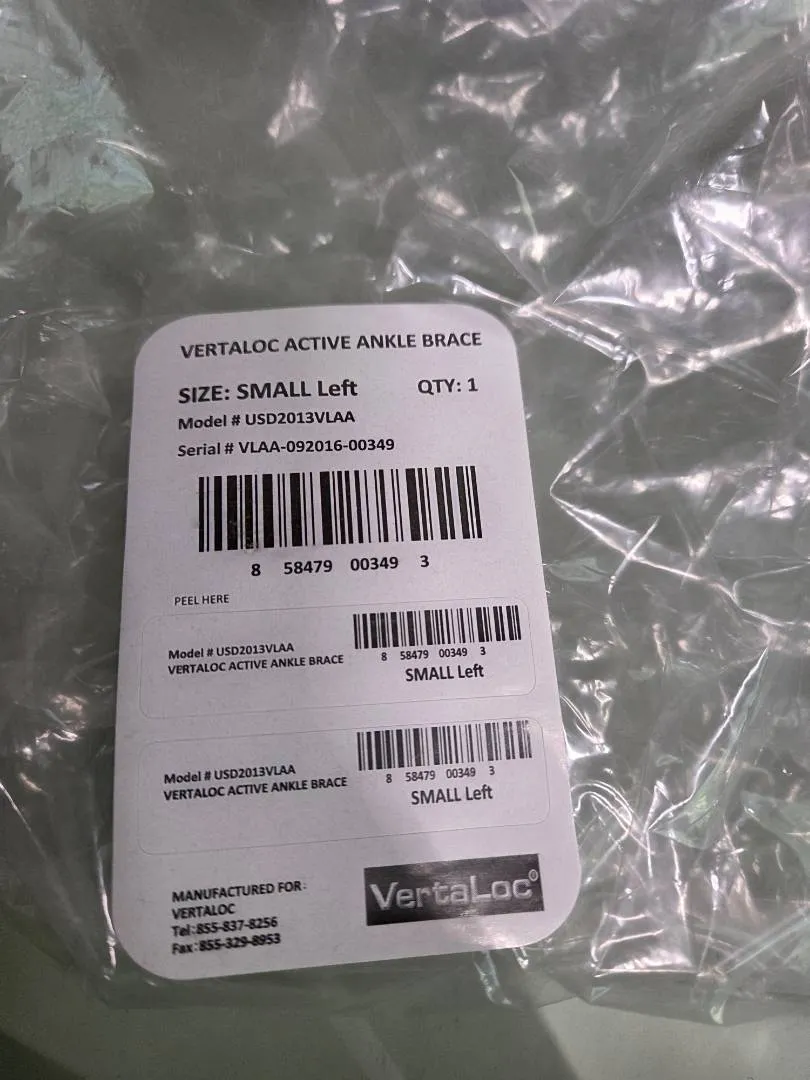 VERTALOC ACTIVE ANKLE BRACE
SIZE: SMALL Left QTY: 1
Model # USD2013VLAA
Serial # VLAA-092016-00349
8 58479 00349 3
PEEL HERE
Model # USD2013VLAA
VERTALOC ACTIVE ANKLE BRACE
8 58479 00349 3
SMALL Left
Model # USD2013VLAA
VERTALOC ACTIVE ANKLE BRACE
8 58479 00349 3
SMALL Left
MANUFACTURED FOR:
VERTALOC
Tel:855-837-8256
Fax:855-329-8953
VertaLoc®